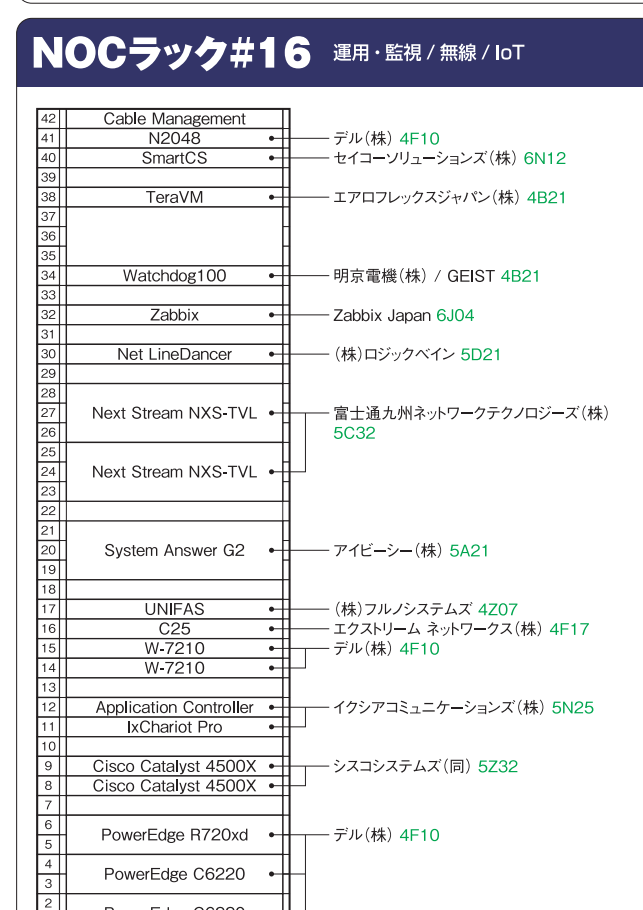 NOCラック#16 運用・監視 / 無線 / IoT
42 Cable Management
41 N2048 デル(株) 4F10
40 SmartCS セイコーソリューションズ(株) 6N12
39
38 TeraVM エアロフレックスジャパン(株) 4B21
37
36
35
34 Watchdog100 明京電機(株) / GEIST 4B21
33
32 Zabbix Zabbix Japan 6J04
31
30 Net LineDancer (株)ロジックベイン 5D21
29
28
27 Next Stream NXS-TVL 富士通九州ネットワークテクノロジーズ(株)
26 5C32
25
24 Next Stream NXS-TVL
23
22
21
20 System Answer G2 アイビーシー(株) 5A21
19
18
17 UNIFAS (株)フルノシステムズ 4Z07
16 C25 エクストリーム ネットワークス(株) 4F17
15 W-7210 デル(株) 4F10
14 W-7210
13
12 Application Controller イクシアコミュニケーションズ(株) 5N25
11 IxChariot Pro
10
9 Cisco Catalyst 4500X シスコシステムズ(同) 5Z32
8 Cisco Catalyst 4500X
7
6
PowerEdge R720xd デル(株) 4F10
5
4
PowerEdge C6220
3
2